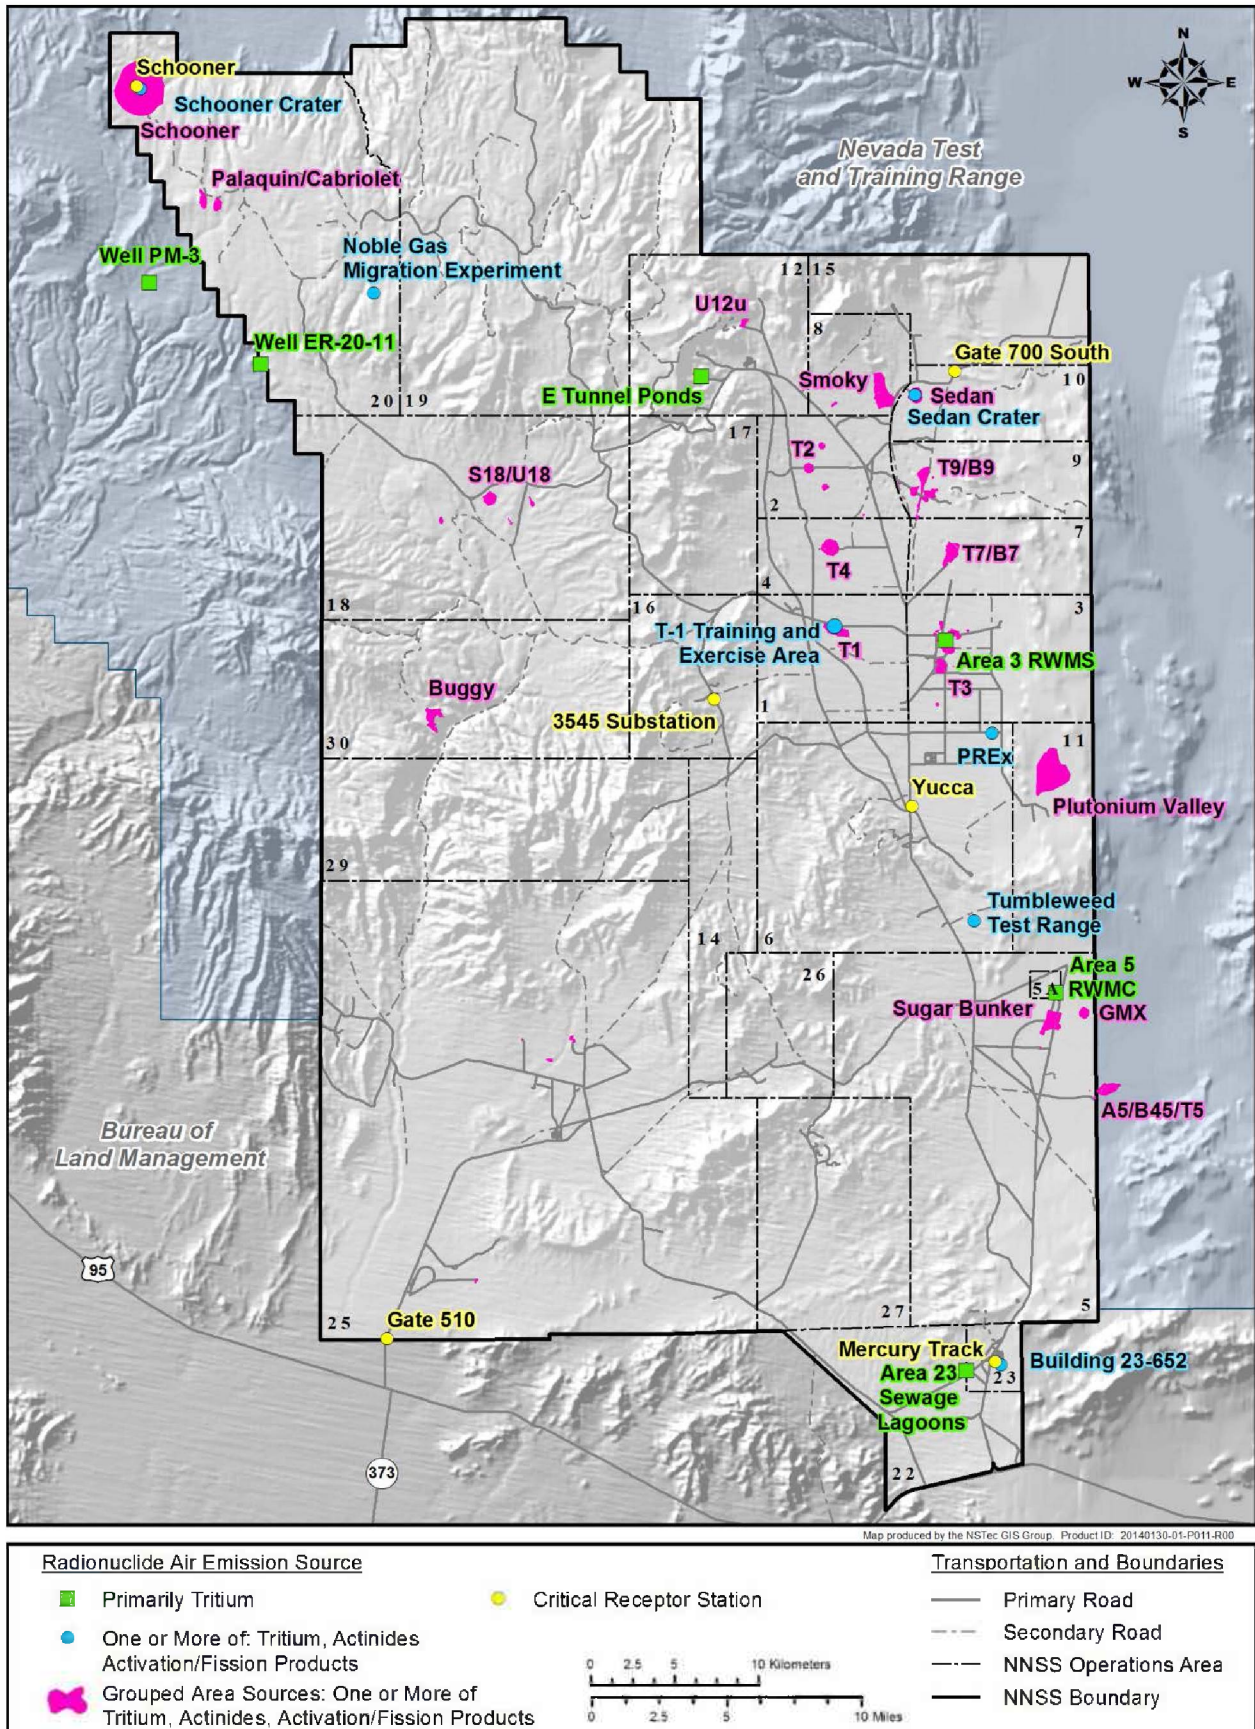 N
W E
S
Schooner
Schooner Crater
Schooner
Nevada Test
and Training Range
Palaquin/Cabriolet
Well PM-3
Noble Gas
Migration Experiment
12 15
U12u
8
Well ER-20-11
Gate 700 South
Smoky
10
E Tunnel Ponds
Sedan
Sedan Crater
20 19
17
T2
9
S18/U18
T9/B9
2
7
T4
T7/B7
4
18
16
3
T-1 Training and
Exercise Area
T1
Area 3 RWMS
T3
Buggy
3545 Substation
1
30
11
PREx
Yucca
Plutonium Valley
29
Tumbleweed
Test Range
14
6
26
Area 5
RWMC
5A
Sugar Bunker
GMX
A5/B45/T5
Bureau of
Land Management
95
25
Gate 510
27
5
Mercury Track
Building 23-652
Area 23
Sewage
Lagoons
23
373
22
Map produced by the NSTec GIS Group. Product ID: 20140130-01-P011-R00
Radionuclide Air Emission Source
Primarily Tritium
One or More of: Tritium, Actinides
Activation/Fission Products
Grouped Area Sources: One or More of
Tritium, Actinides, Activation/Fission Products
Critical Receptor Station
0 2.5 5 10 Kilometers
0 2.5 5 10 Miles
Transportation and Boundaries
Primary Road
Secondary Road
NNSS Operations Area
NNSS Boundary